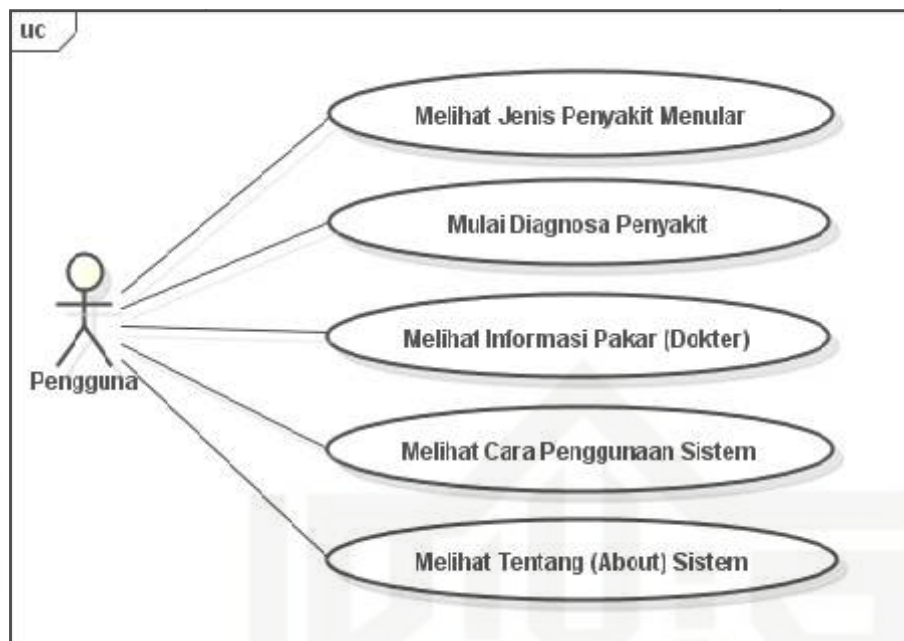 uc
Melihat Jenis Penyakit Menular
Mulai Diagnosa Penyakit
Melihat Informasi Pakar (Dokter)
Pengguna
Melihat Cara Penggunaan Sistem
Melihat Tentang (About) Sistem